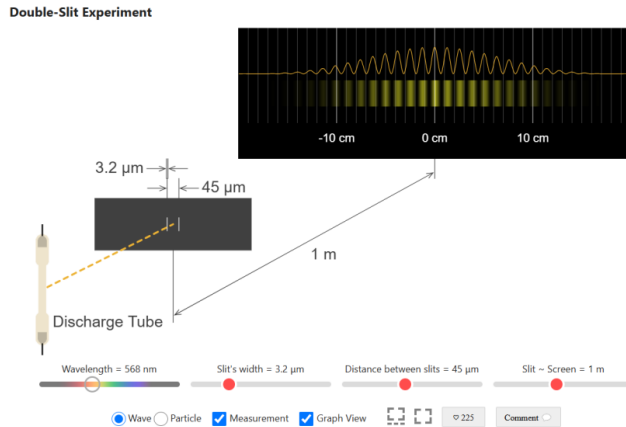 Double-Slit Experiment
-10 cm 0 cm 10 cm
3.2 μm
45 μm
1 m
Discharge Tube
Wavelength = 568 nm Slit's width = 3.2 μm Distance between slits = 45 μm Slit ~ Screen = 1 m
Wave Particle Measurement Graph View ♡ 225 Comment